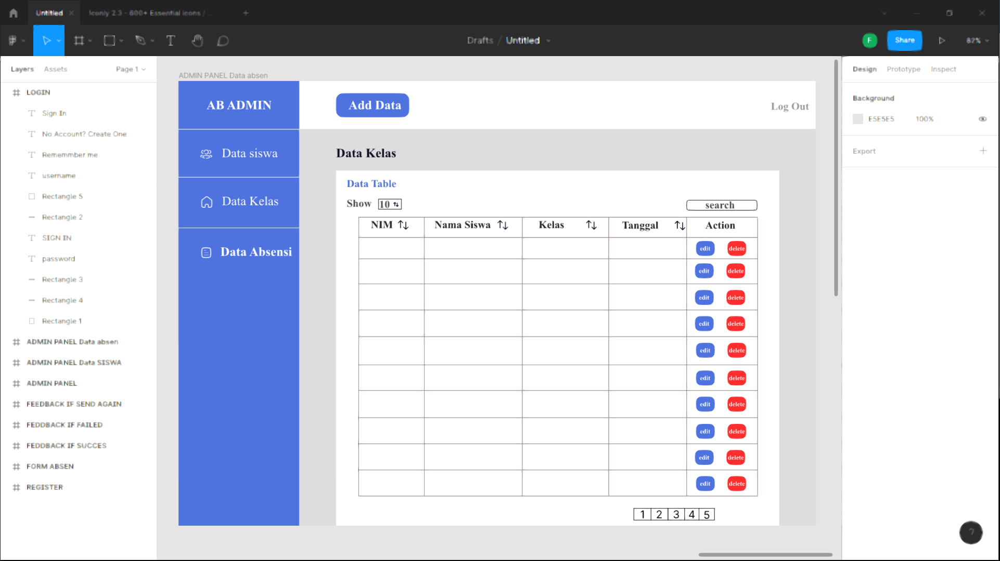 Untitled
Iconly 2.3 - 600+ Essential icons / ...
Drafts / Untitled
F
Share
82%
Layers
Assets
Page 1
LOGIN
Sign In
No Account? Create One
Rememmber me
username
Rectangle 5
Rectangle 2
SIGN IN
password
Rectangle 3
Rectangle 4
Rectangle 1
ADMIN PANEL Data absen
ADMIN PANEL Data SISWA
ADMIN PANEL
FEEDBACK IF SEND AGAIN
FEDDBACK IF FAILED
FEDDBACK IF SUCCES
FORM ABSEN
REGISTER
ADMIN PANEL Data absen
AB ADMIN
Data siswa
Data Kelas
Data Absensi
Add Data
Log Out
Data Kelas
Data Table
Show 10
search
NIM Nama Siswa Kelas Tanggal Action
edit delete
edit delete
edit delete
edit delete
edit delete
edit delete
edit delete
edit delete
edit delete
edit delete
1 2 3 4 5
Design
Prototype
Inspect
Background
E5E5E5 100%
Export
?